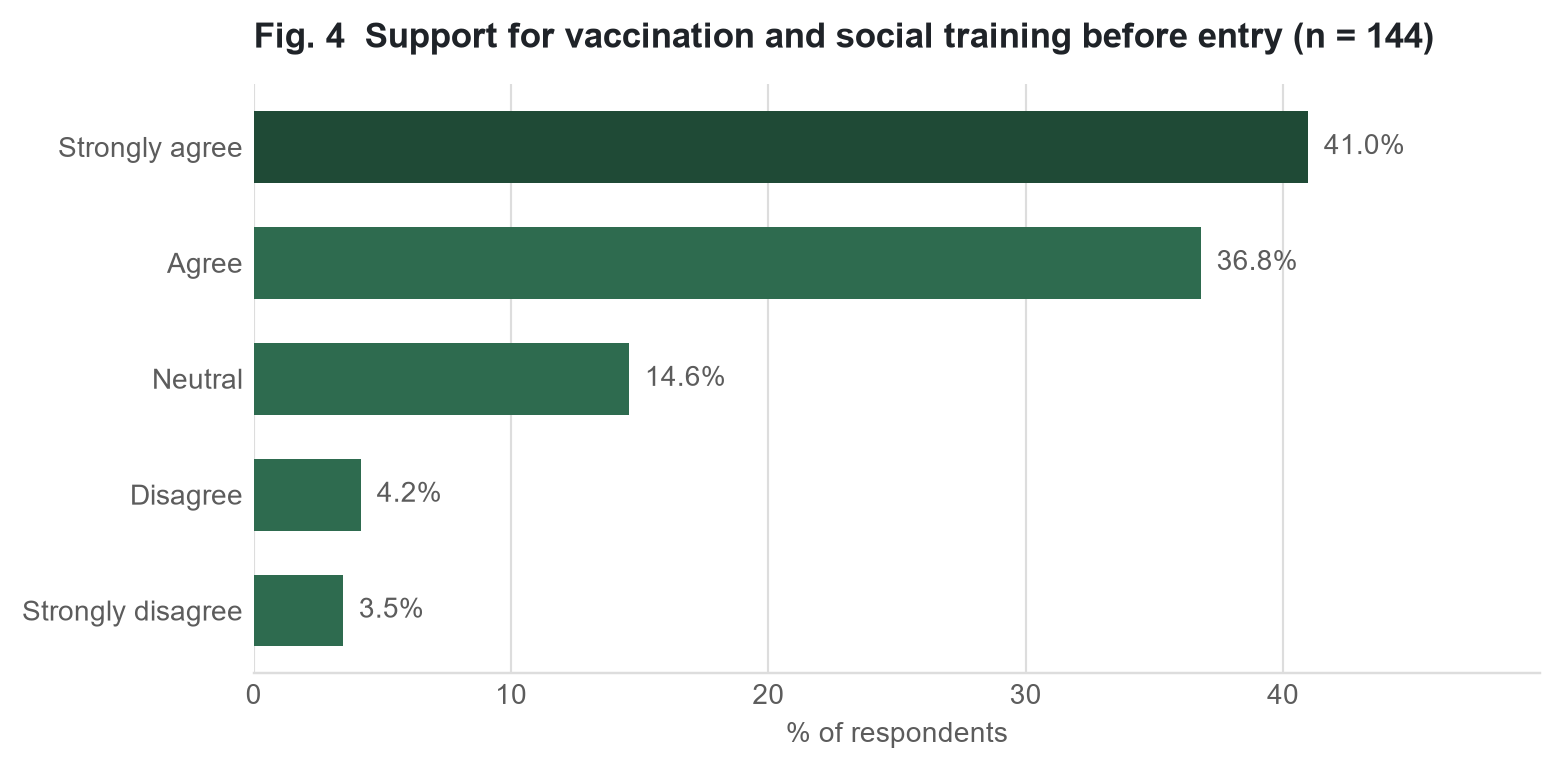 Fig. 4  Support for vaccination and social training before entry (n = 144)
Strongly agree 41.0%
Agree 36.8%
Neutral 14.6%
Disagree 4.2%
Strongly disagree 3.5%
0 10 20 30 40
% of respondents